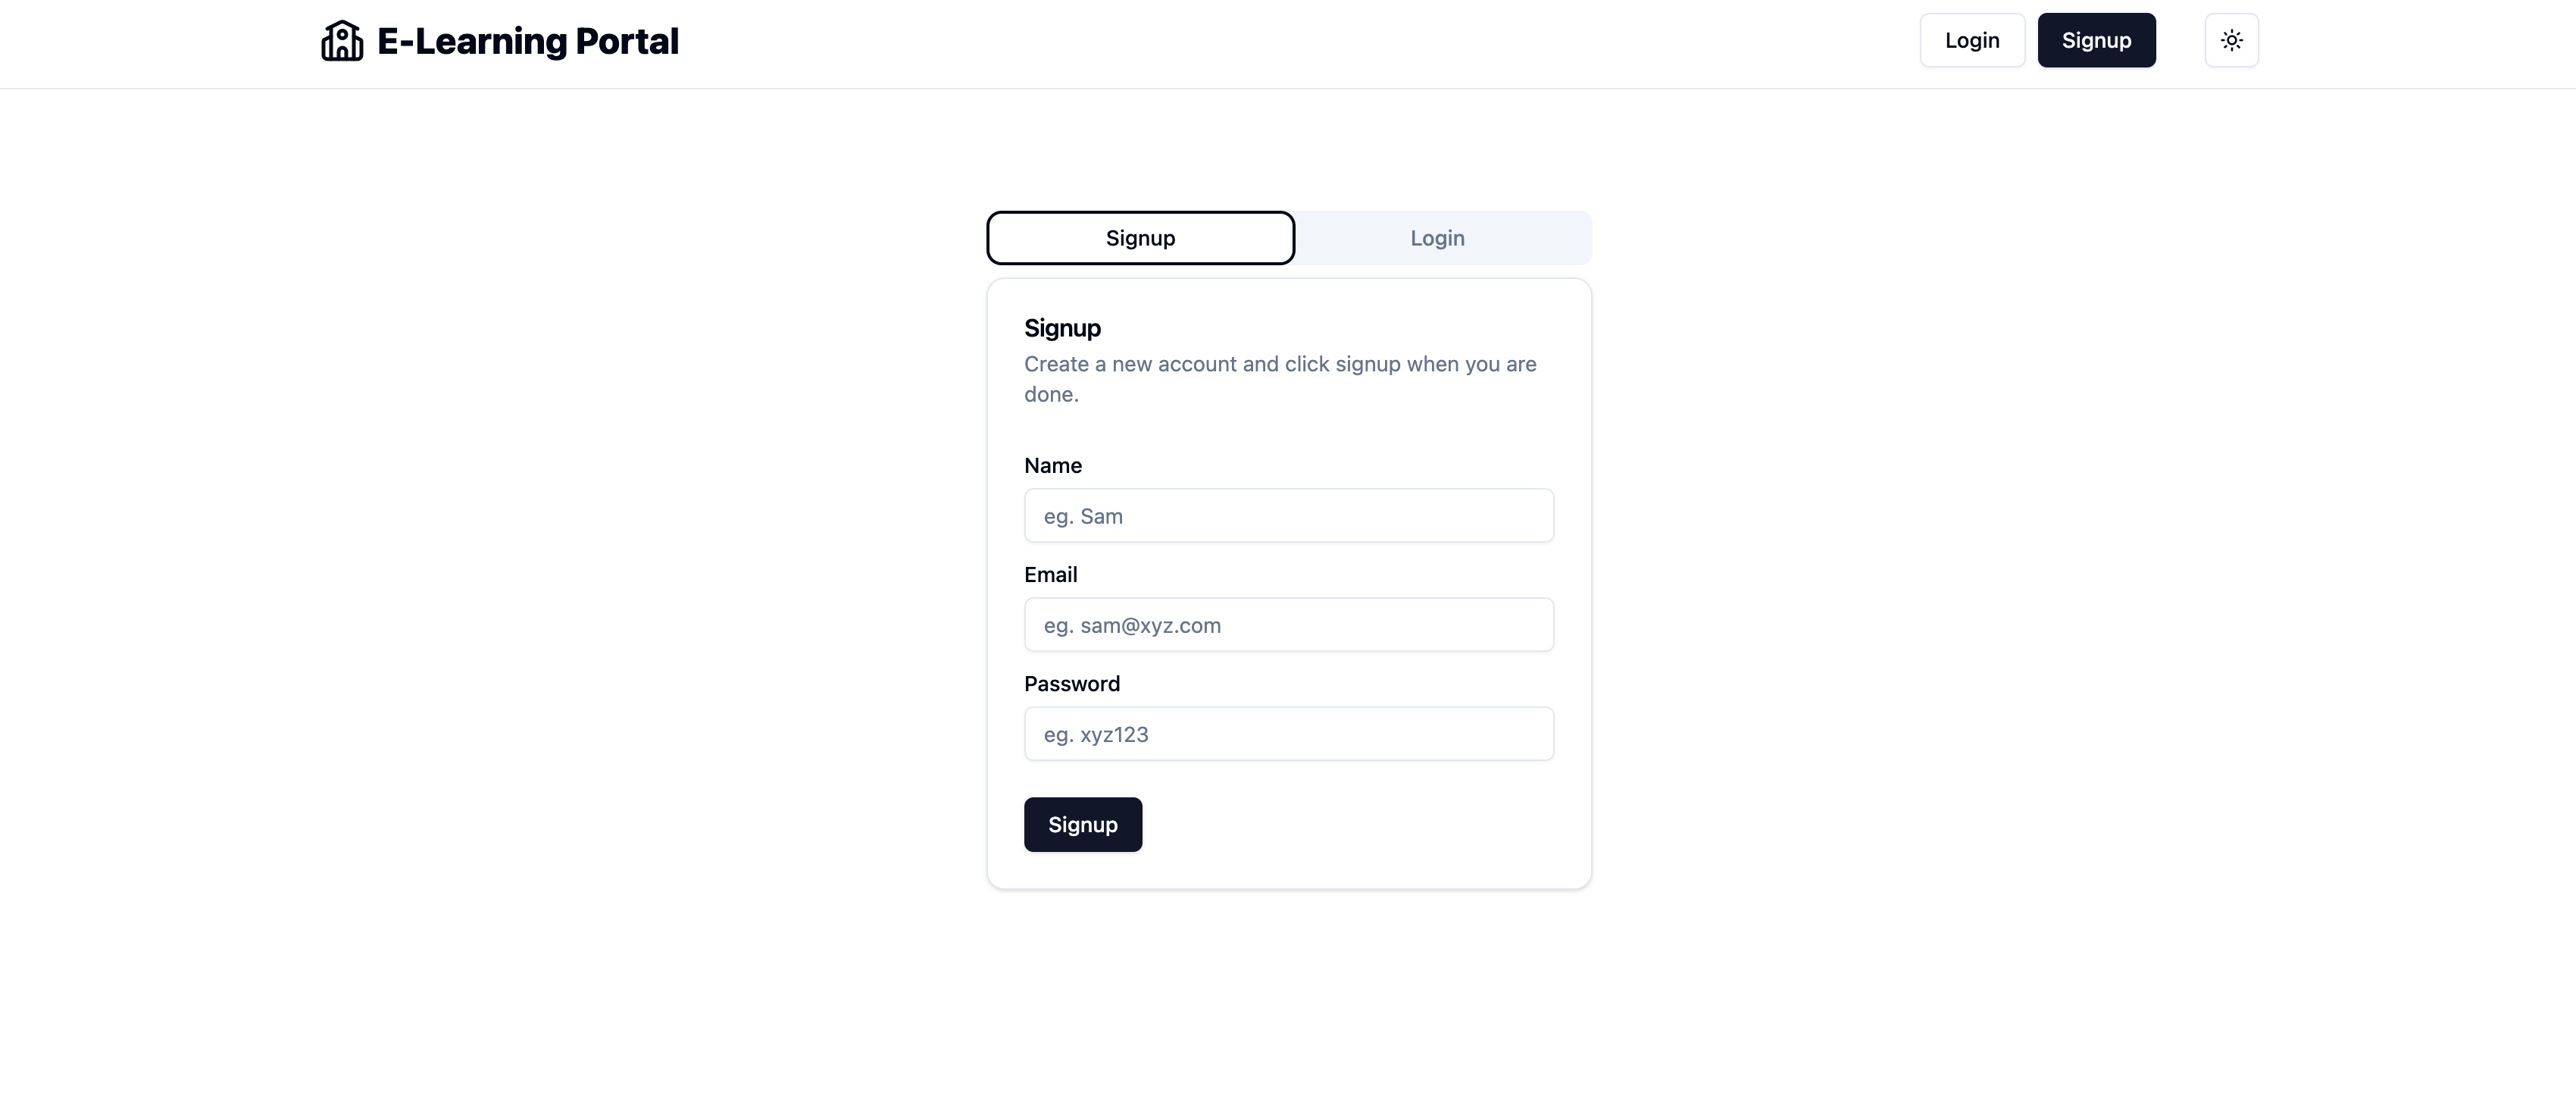 E-Learning Portal
Login
Signup
Signup
Login
Signup
Create a new account and click signup when you are
done.
Name
eg. Sam
Email
eg. sam@xyz.com
Password
eg. xyz123
Signup